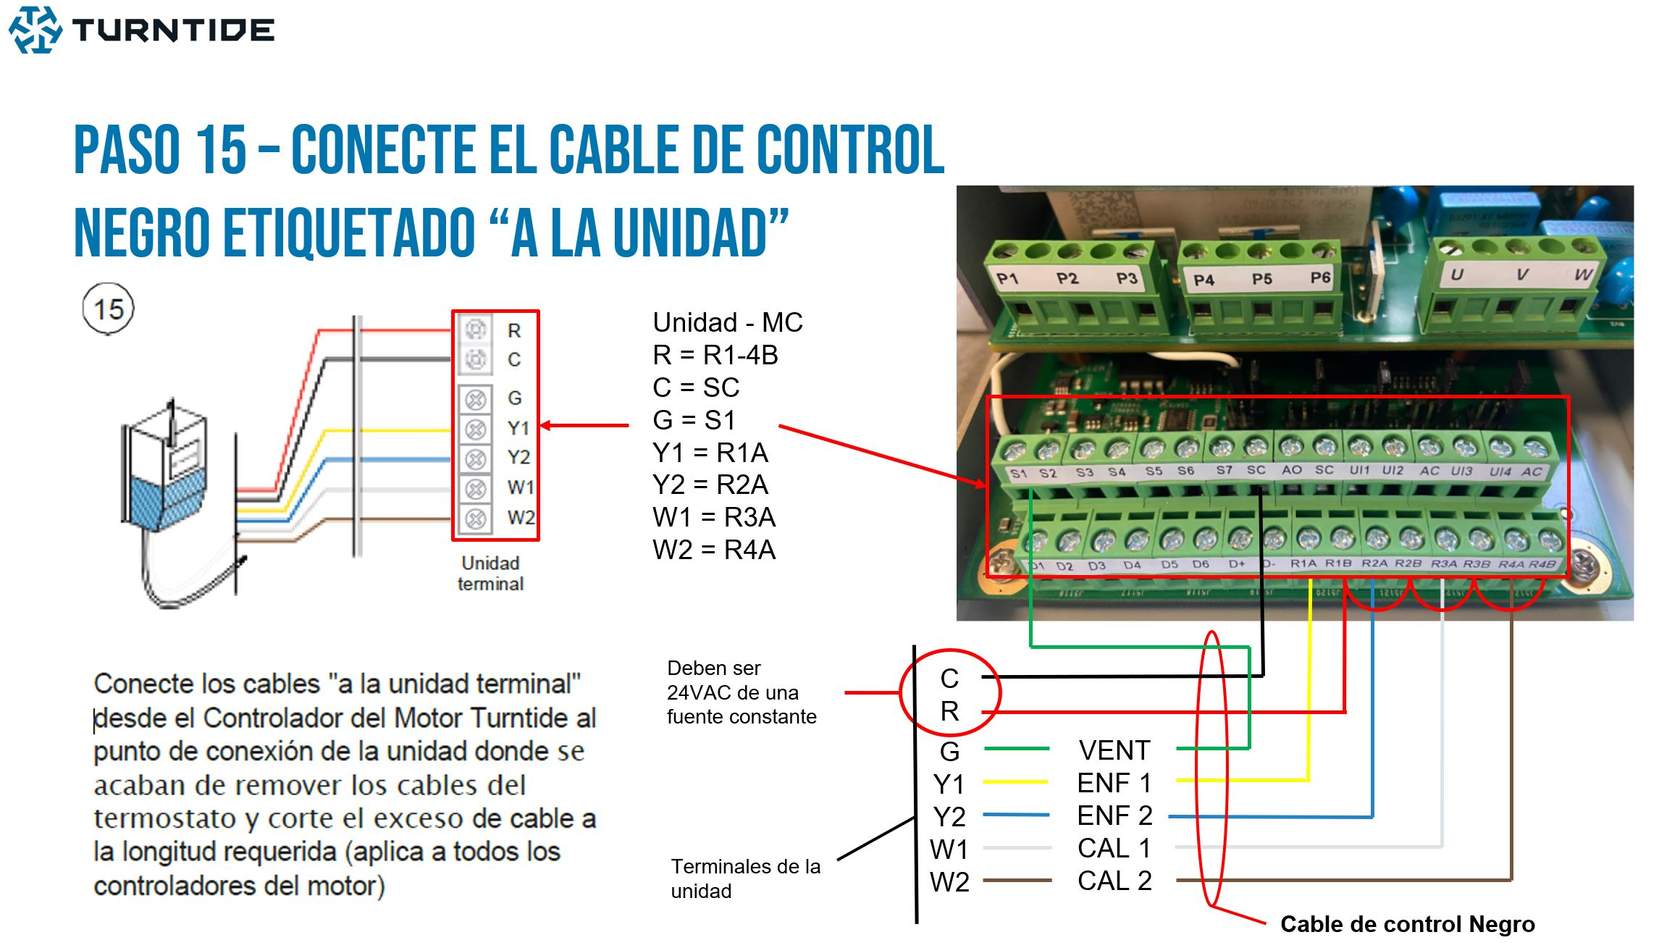 TURNTIDE
PASO 15 – CONECTE EL CABLE DE CONTROL
NEGRO ETIQUETADO “A LA UNIDAD”
15
R
C
G
Y1
Y2
W1
W2
Unidad
terminal
Unidad - MC
R = R1-4B
C = SC
G = S1
Y1 = R1A
Y2 = R2A
W1 = R3A
W2 = R4A
P1 P2 P3 P4 P5 P6 U V W
S1 S2 S3 S4 S5 S6 S7 SC AO SC UI1 UI2 AC UI3 UI4 AC
D1 D2 D3 D4 D5 D6 D+ D- R1A R1B R2A R2B R3A R3B R4A R4B
Conecte los cables "a la unidad terminal"
desde el Controlador del Motor Turntide al
punto de conexión de la unidad donde se
acaban de remover los cables del
termostato y corte el exceso de cable a
la longitud requerida (aplica a todos los
controladores del motor)
Deben ser
24VAC de una
fuente constante
C
R
G VENT
Y1 ENF 1
Y2 ENF 2
W1 CAL 1
W2 CAL 2
Terminales de la
unidad
Cable de control Negro